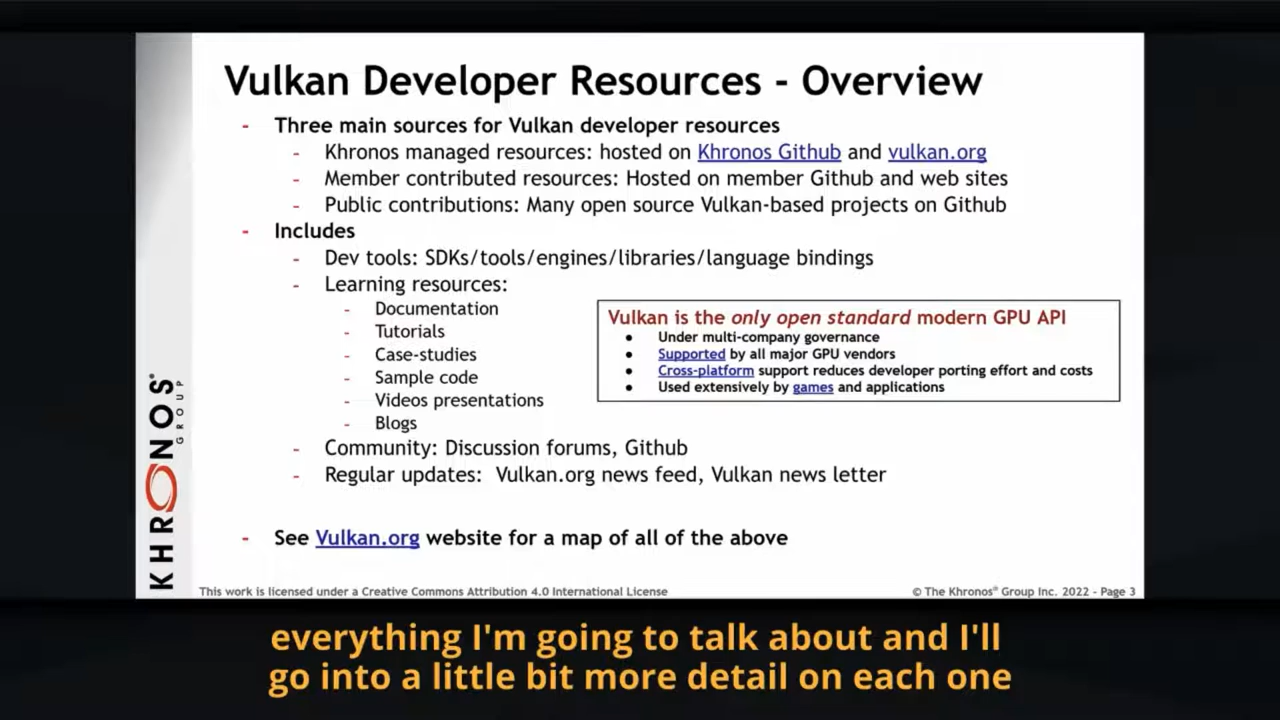 Vulkan Developer Resources - Overview
- Three main sources for Vulkan developer resources
- Khronos managed resources: hosted on Khronos Github and vulkan.org
- Member contributed resources: Hosted on member Github and web sites
- Public contributions: Many open source Vulkan-based projects on Github
- Includes
- Dev tools: SDKs/tools/engines/libraries/language bindings
- Learning resources:
- Documentation
- Tutorials
- Case-studies
- Sample code
- Videos presentations
- Blogs
Vulkan is the only open standard modern GPU API
• Under multi-company governance
• Supported by all major GPU vendors
• Cross-platform support reduces developer porting effort and costs
• Used extensively by games and applications
- Community: Discussion forums, Github
- Regular updates: Vulkan.org news feed, Vulkan news letter
- See Vulkan.org website for a map of all of the above
KHRONOS®
GROUP
This work is licensed under a Creative Commons Attribution 4.0 International License
© The Khronos® Group Inc. 2022 - Page 3
everything I'm going to talk about and I'll
go into a little bit more detail on each one